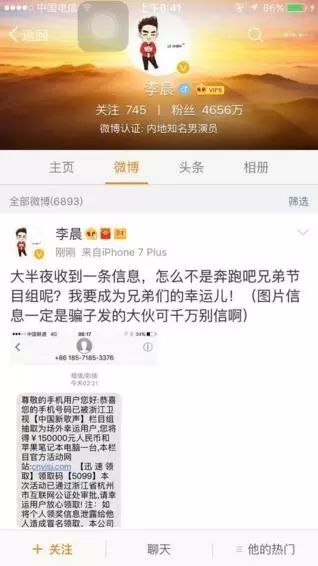 中国电信
上午8:41
返回
LI CHEN
李晨
VIP6
关注 745 | 粉丝 4656万
微博认证: 内地知名男演员
主页
微博
头条
相册
全部微博(6893)
筛选
李晨
刚刚 来自iPhone 7 Plus
大半夜收到一条信息，怎么不是奔跑吧兄弟节
目组呢？我要成为兄弟们的幸运儿！（图片信
息一定是骗子发的大伙可千万别信啊）
中国联通 4G
03:21
34%
+86 185-7185-3376
短信/彩信
今天03:21
尊敬的手机用户您好:恭喜
您的手机号码已被浙江卫
视【中国新歌声】栏目组
抽取为场外幸运用户,您将
得￥150000元人民币和
苹果笔记本电脑一台,本栏
目官方活动网
站:cnyjsj.com【迅 速 领
取】领取码【5099】本
次活动已通过浙江省杭州
市互联网公证处审批,请幸
运用户放心领取! 注：如
将个人领奖信息泄露给他
人造成冒名领取、本公司
+ 关注
聊天
他的热门